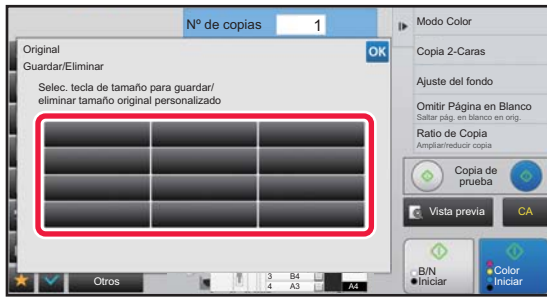 Nº de copias
1
Original
OK
Guardar/Eliminar
Selec. tecla de tamaño para guardar/
eliminar tamaño original personalizado
Otros
3 B4
4 A3
A4
Modo Color
Copia 2-Caras
Ajuste del fondo
Omitir Página en Blanco
Saltar pág. en blanco en orig.
Ratio de Copia
Ampliar/reducir copia
Copia de
prueba
Vista previa
CA
B/N
Iniciar
Color
Iniciar